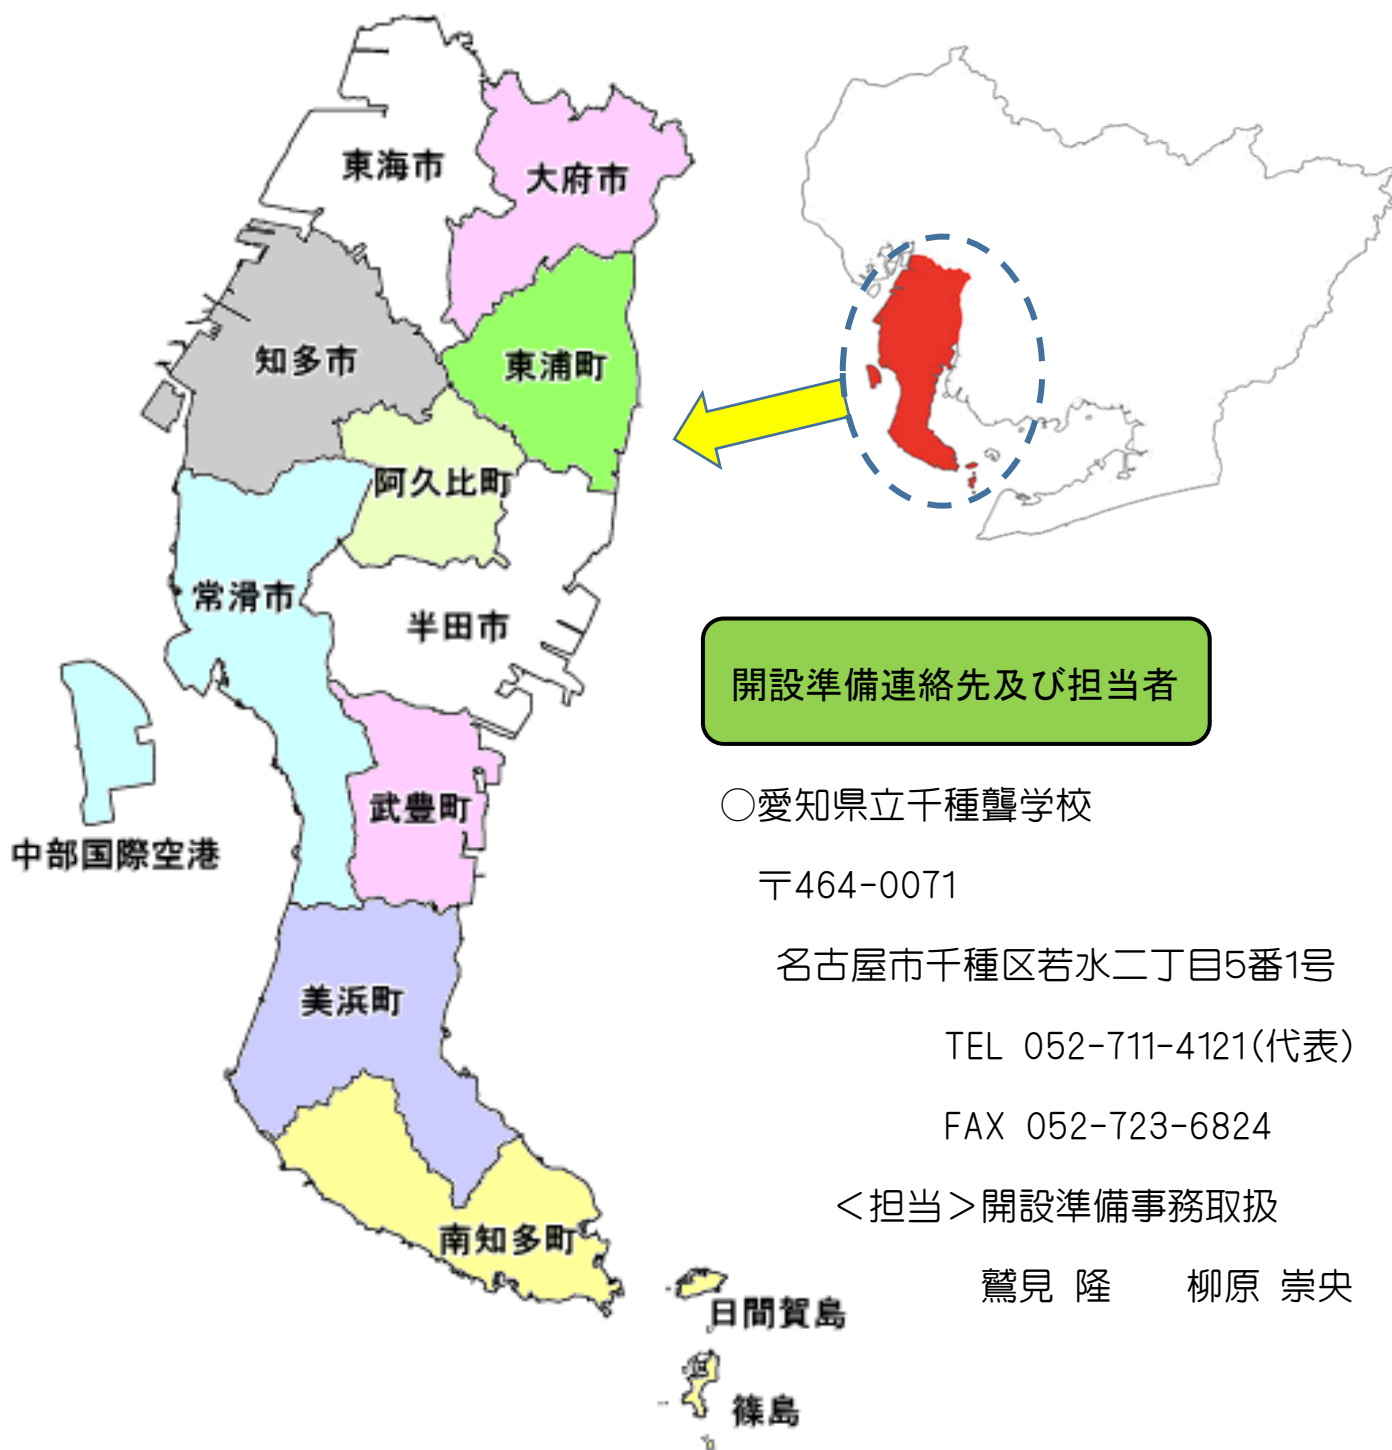 東海市
大府市
知多市
東浦町
阿久比町
常滑市
半田市
武豊町
中部国際空港
美浜町
南知多町
日間賀島
篠島
開設準備連絡先及び担当者
○愛知県立千種聾学校
〒464-0071
名古屋市千種区若水二丁目5番1号
TEL 052-711-4121(代表)
FAX 052-723-6824
＜担当＞開設準備事務取扱
鷲見 隆　　柳原 崇央